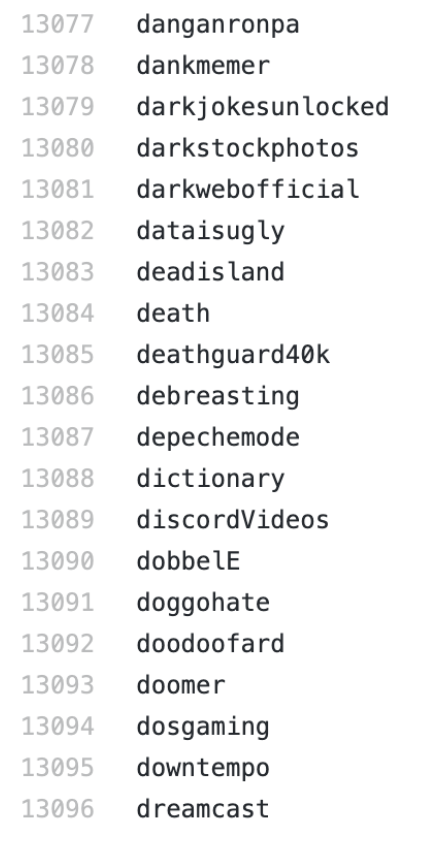 13077 danganronpa
13078 dankmemer
13079 darkjokesunlocked
13080 darkstockphotos
13081 darkwebofficial
13082 dataisugly
13083 deadisland
13084 death
13085 deathguard40k
13086 debreasting
13087 depechemode
13088 dictionary
13089 discordVideos
13090 dobbelE
13091 doggohate
13092 doodoofard
13093 doomer
13094 dosgaming
13095 downtempo
13096 dreamcast